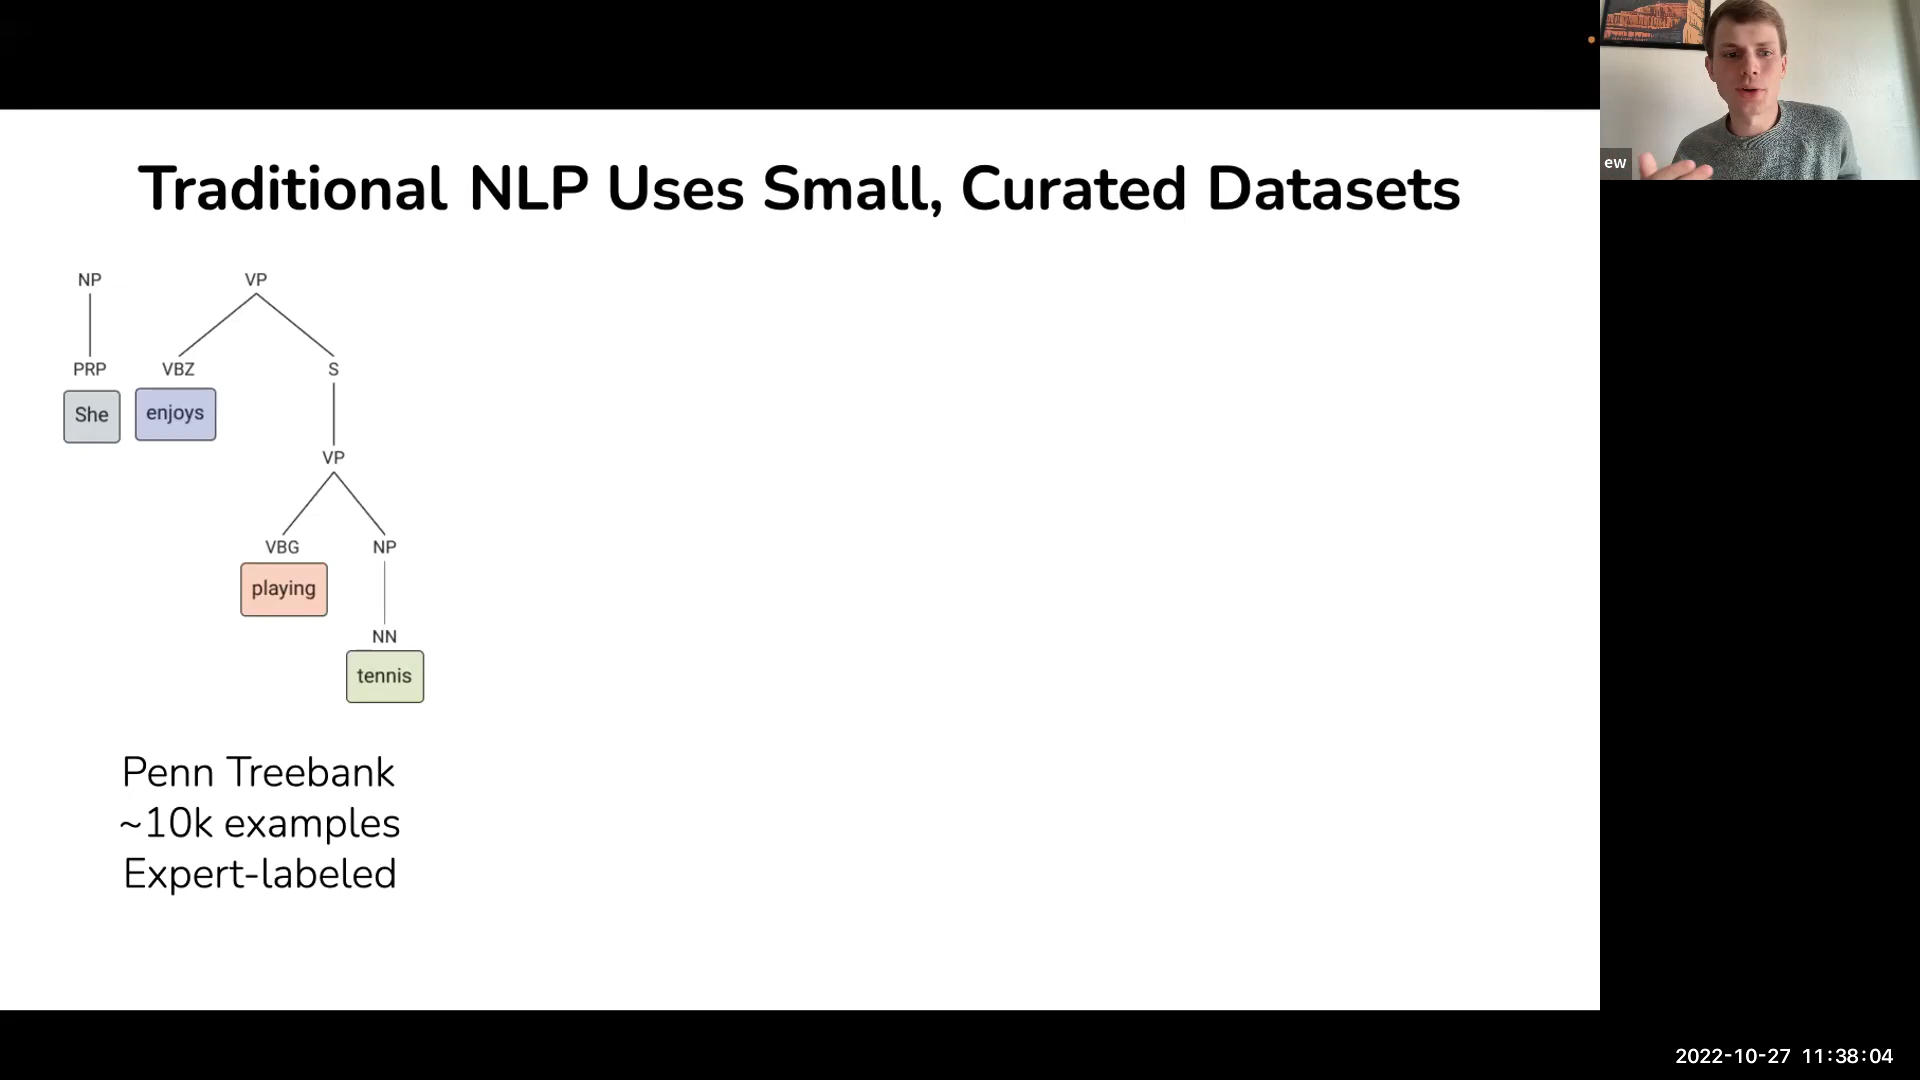 Traditional NLP Uses Small, Curated Datasets
NP VP
PRP VBZ S
She enjoys
VP
VBG NP
playing
NN
tennis
Penn Treebank
~10k examples
Expert-labeled
ew
2022-10-27 11:38:04